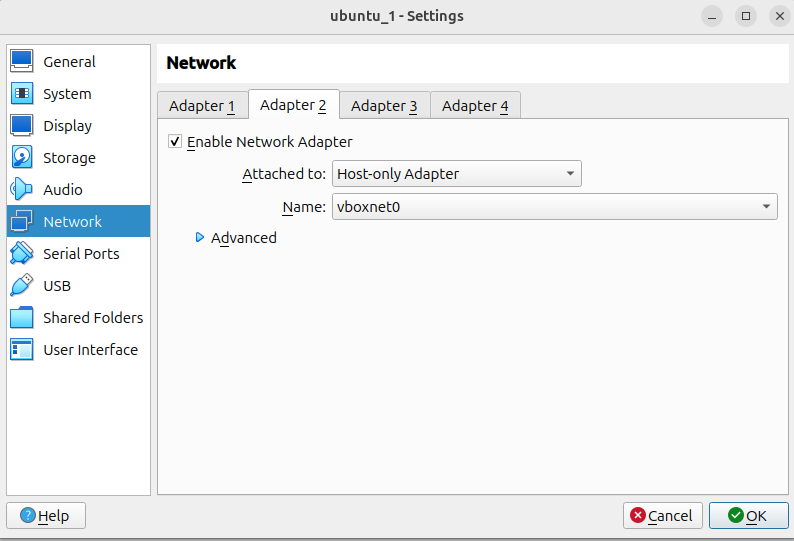 ubuntu_1 - Settings
General
System
Display
Storage
Audio
Network
Serial Ports
USB
Shared Folders
User Interface
Network
Adapter 1
Adapter 2
Adapter 3
Adapter 4
Enable Network Adapter
Attached to: Host-only Adapter
Name: vboxnet0
Advanced
Help
Cancel
OK